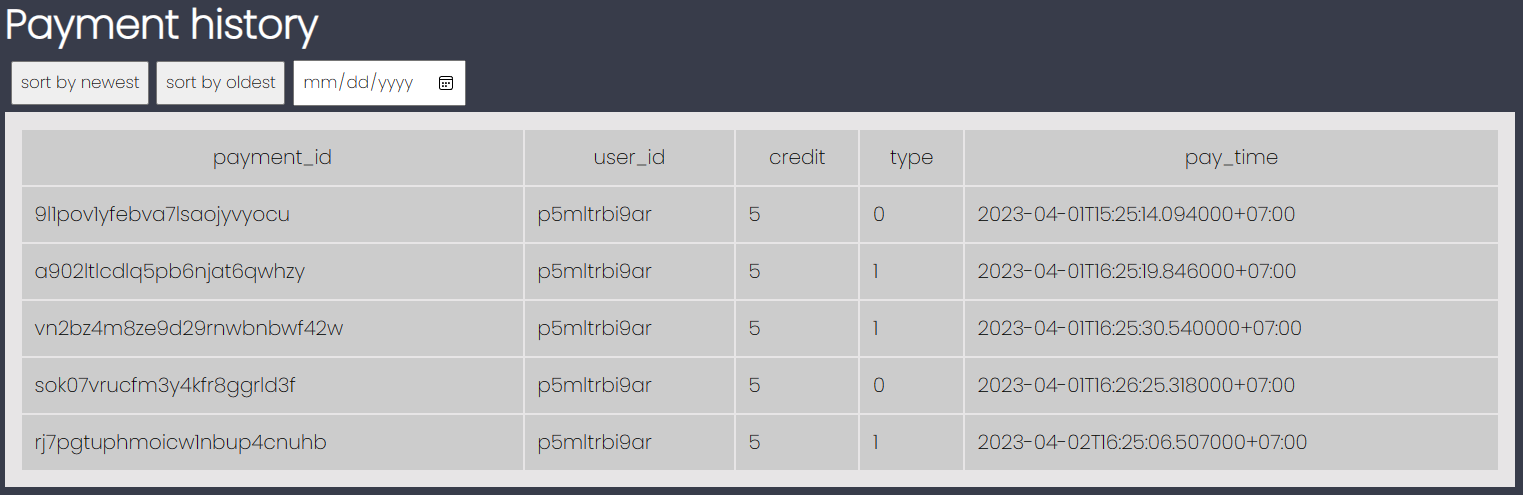 Payment history
sort by newest sort by oldest mm/dd/yyyy
payment_id user_id credit type pay_time
9l1pov1yfebva7lsaojyvyocu p5mltrbi9ar 5 0 2023-04-01T15:25:14.094000+07:00
a902ltlcdlq5pb6njat6qwhzy p5mltrbi9ar 5 1 2023-04-01T16:25:19.846000+07:00
vn2bz4m8ze9d29rnwbnbwf42w p5mltrbi9ar 5 1 2023-04-01T16:25:30.540000+07:00
sok07vrucfm3y4kfr8ggrld3f p5mltrbi9ar 5 0 2023-04-01T16:26:25.318000+07:00
rj7pgtuphmoicw1nbup4cnuhb p5mltrbi9ar 5 1 2023-04-02T16:25:06.507000+07:00